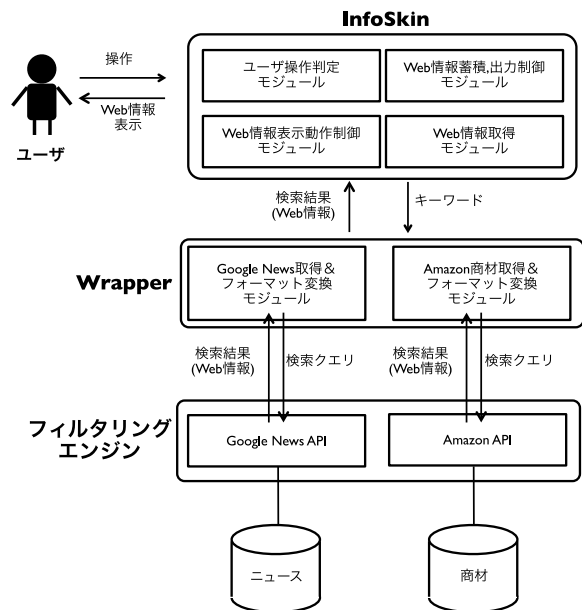 InfoSkin
操作
Web情報
表示
ユーザ
ユーザ操作判定
モジュール
Web情報蓄積,出力制御
モジュール
Web情報表示動作制御
モジュール
Web情報取得
モジュール
検索結果
(Web情報)
キーワード
Wrapper
Google News取得&
フォーマット変換
モジュール
Amazon商材取得&
フォーマット変換
モジュール
検索結果
(Web情報)
検索クエリ
検索結果
(Web情報)
検索クエリ
フィルタリング
エンジン
Google News API
Amazon API
ニュース
商材